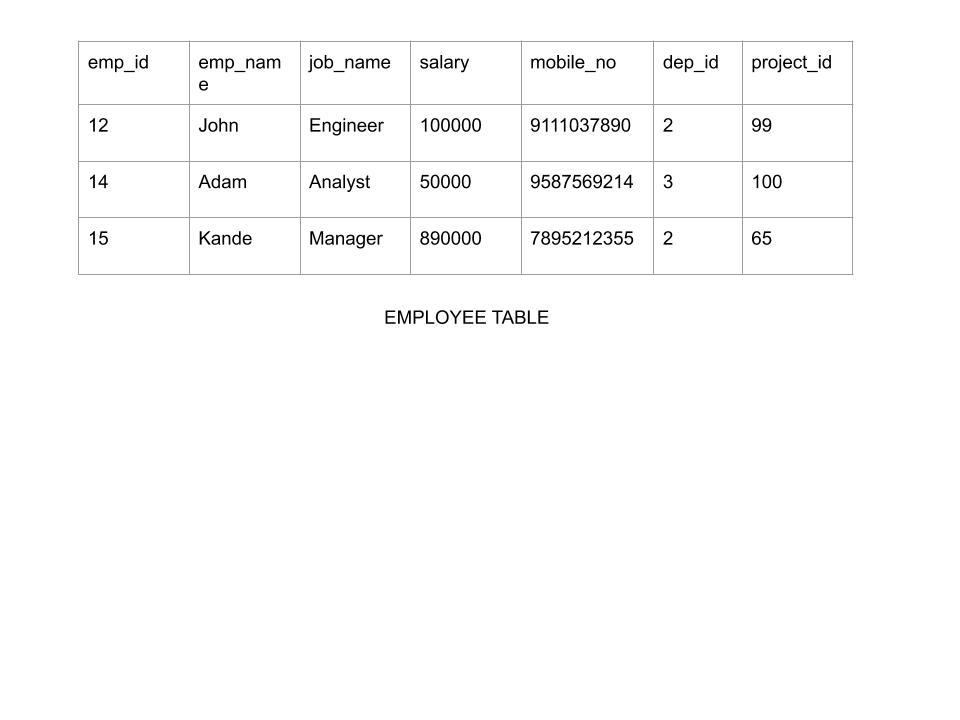 emp_id emp_nam job_name salary mobile_no dep_id project_id
e
12 John Engineer 100000 9111037890 2 99
14 Adam Analyst 50000 9587569214 3 100
15 Kande Manager 890000 7895212355 2 65
EMPLOYEE TABLE